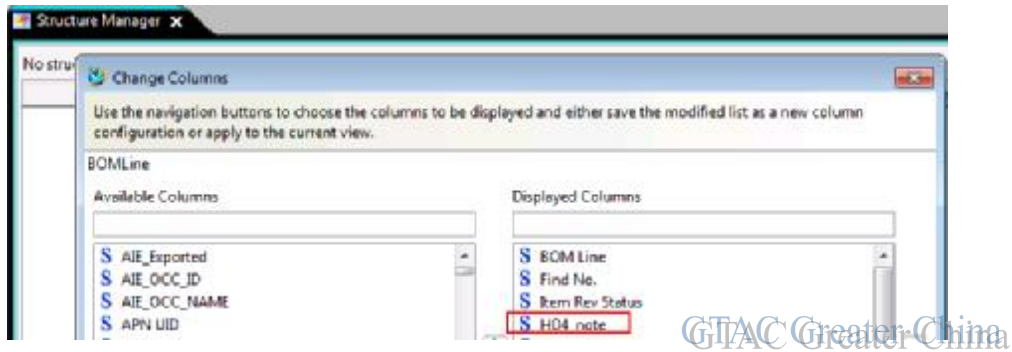 Structure Manager
No stru
Change Columns
Use the navigation buttons to choose the columns to be displayed and either save the modified list as a new column
configuration or apply to the current view.
BOMLine
Available Columns
Displayed Columns
S AIE_Exported
S AIE_OCC_ID
S AIE_OCC_NAME
S APN UID
S BOM Line
S Find No.
S Item Rev Status
S H04_note
GTAC Greater China